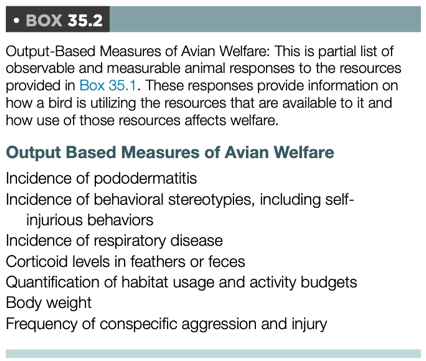 • BOX 35.2
Output-Based Measures of Avian Welfare: This is partial list of
observable and measurable animal responses to the resources
provided in Box 35.1. These responses provide information on
how a bird is utilizing the resources that are available to it and
how use of those resources affects welfare.
Output Based Measures of Avian Welfare
Incidence of pododermatitis
Incidence of behavioral stereotypies, including self-
injurious behaviors
Incidence of respiratory disease
Corticoid levels in feathers or feces
Quantification of habitat usage and activity budgets
Body weight
Frequency of conspecific aggression and injury